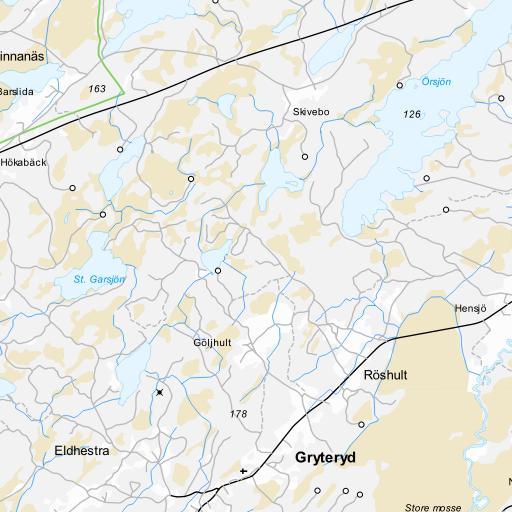 innanäs
Barslida
163
Örsjön
Skivebo
126
Hökabäck
St. Garsjön
Hensjö
Göljhult
Röshult
178
Eldhestra
Gryteryd
Store mosse